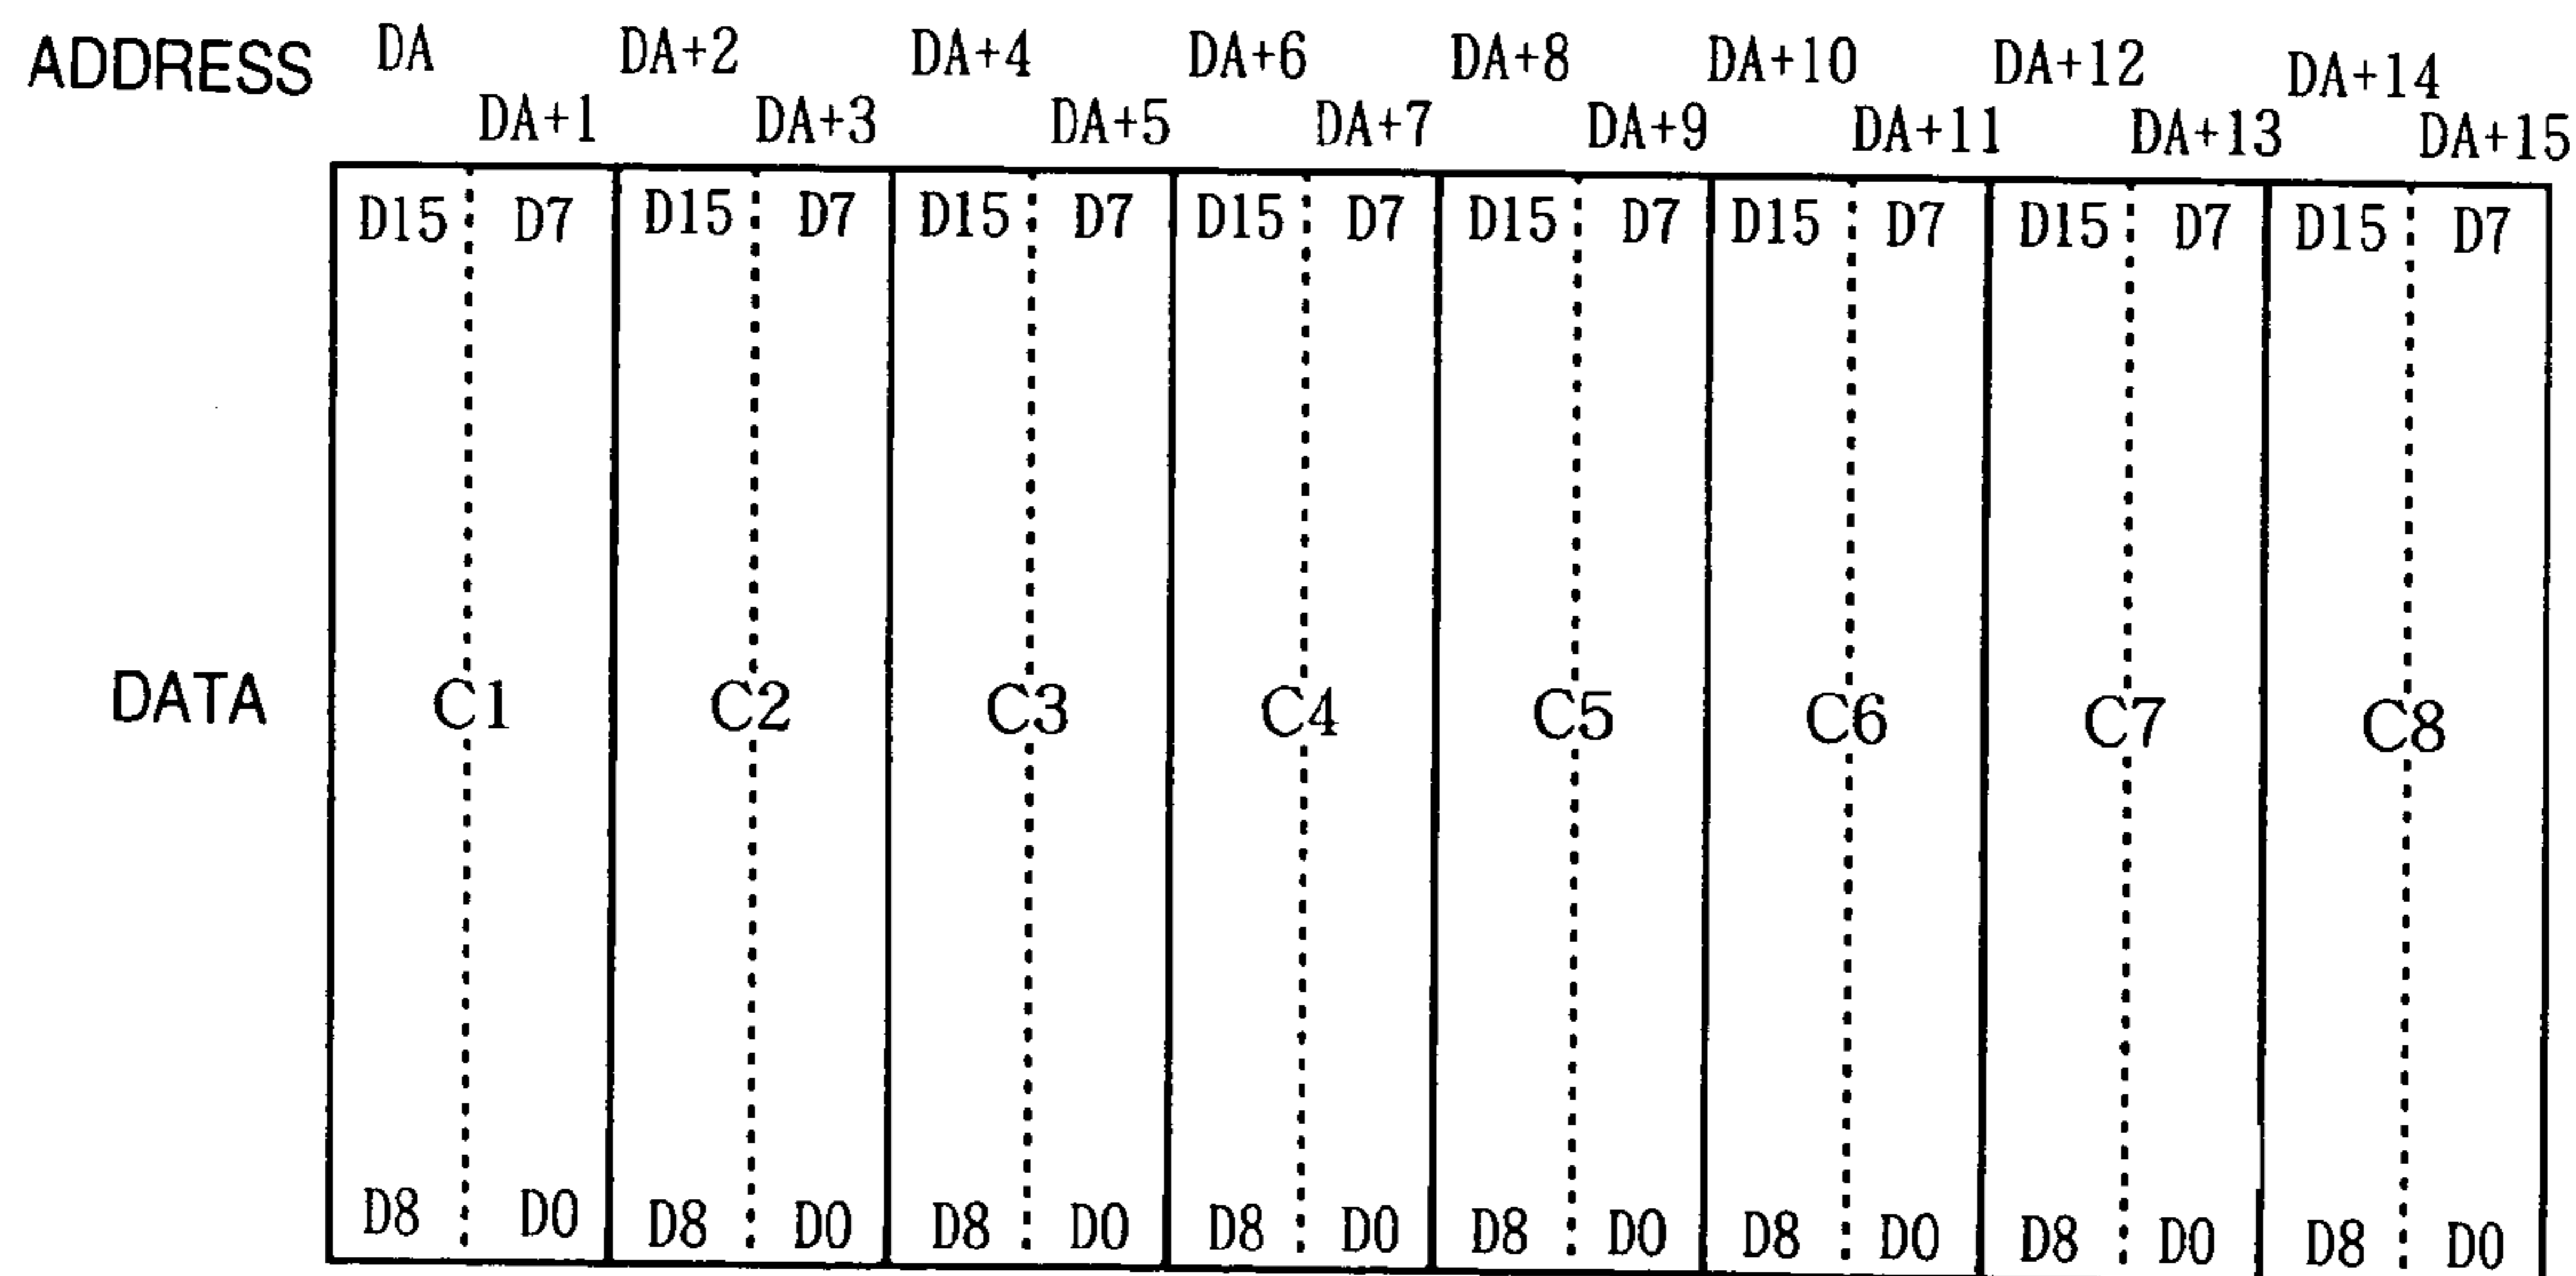 ADDRESS DA DA+2 DA+4 DA+6 DA+8 DA+10 DA+12 DA+14
DA+1 DA+3 DA+5 DA+7 DA+9 DA+11 DA+13 DA+15
D15 D7 D15 D7 D15 D7 D15 D7 D15 D7 D15 D7 D15 D7 D15 D7
DATA C1 C2 C3 C4 C5 C6 C7 C8
D8 D0 D8 D0 D8 D0 D8 D0 D8 D0 D8 D0 D8 D0 D8 D0